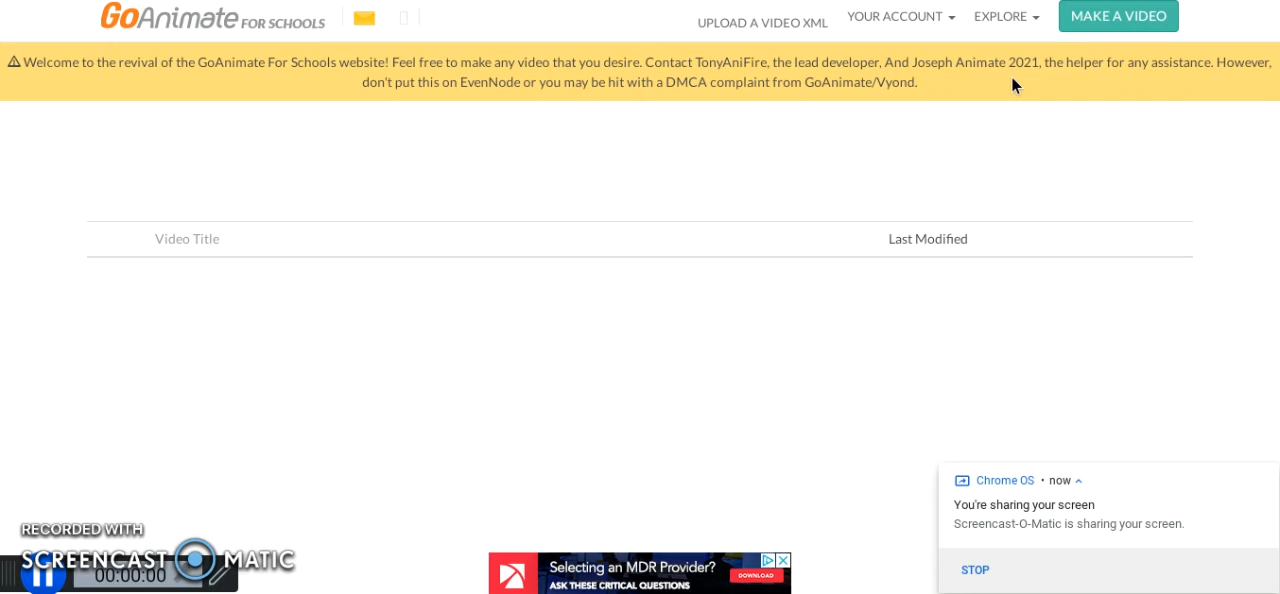 GoAnimate FOR SCHOOLS
UPLOAD A VIDEO XML
YOUR ACCOUNT
EXPLORE
MAKE A VIDEO
⚠ Welcome to the revival of the GoAnimate For Schools website! Feel free to make any video that you desire. Contact TonyAniFire, the lead developer, And Joseph Animate 2021, the helper for any assistance. However,
don't put this on EvenNode or you may be hit with a DMCA complaint from GoAnimate/Vyond.
Video Title
Last Modified
Chrome OS • now
You're sharing your screen
Screencast-O-Matic is sharing your screen.
STOP
RECORDED WITH
SCREENCAST MATIC
00:00:00
Selecting an MDR Provider?
ASK THESE CRITICAL QUESTIONS
DOWNLOAD